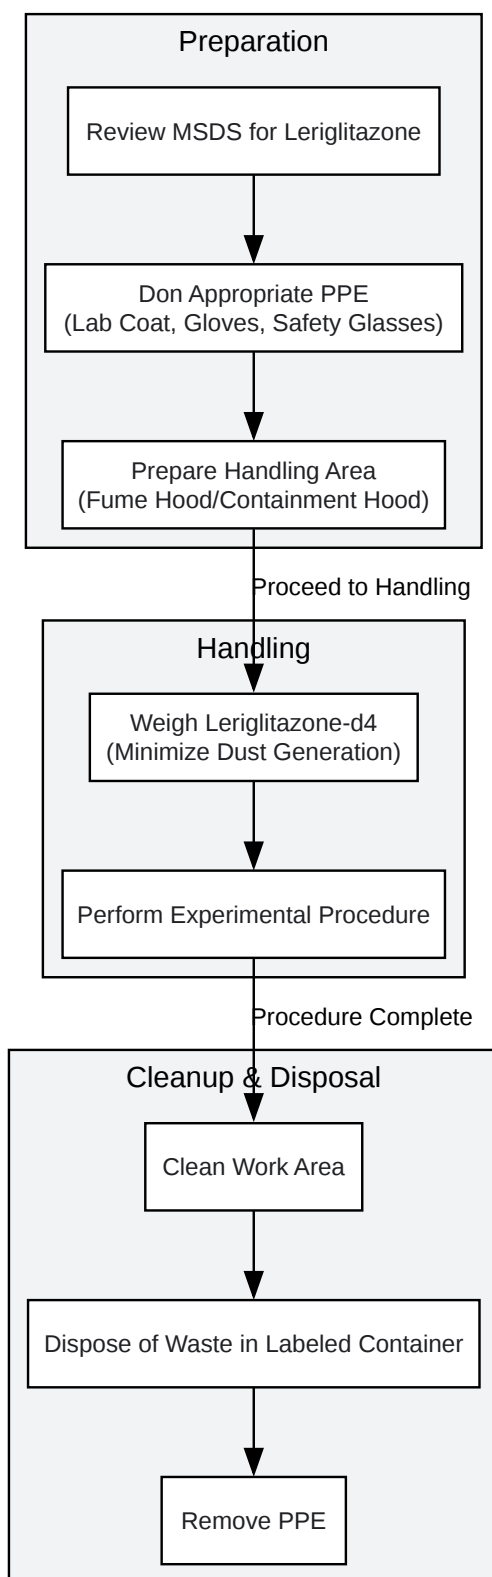 Preparation
Review MSDS for Leriglitazone
Don Appropriate PPE
(Lab Coat, Gloves, Safety Glasses)
Prepare Handling Area
(Fume Hood/Containment Hood)
Proceed to Handling
Handling
Weigh Leriglitazone-d4
(Minimize Dust Generation)
Perform Experimental Procedure
Procedure Complete
Cleanup & Disposal
Clean Work Area
Dispose of Waste in Labeled Container
Remove PPE